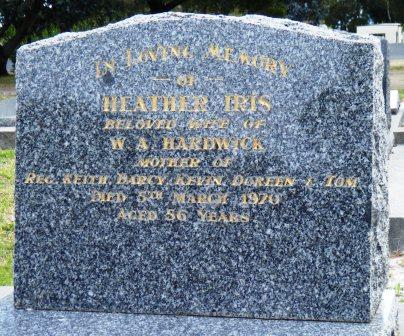 IN LOVING MEMORY
— OF —
HEATHER IRIS
BELOVED WIFE OF
W. A. HARDWICK
MOTHER OF
REG, KEITH, DARCY, KEVIN, DOREEN & TOM
DIED 5TH MARCH 1970
AGED 56 YEARS